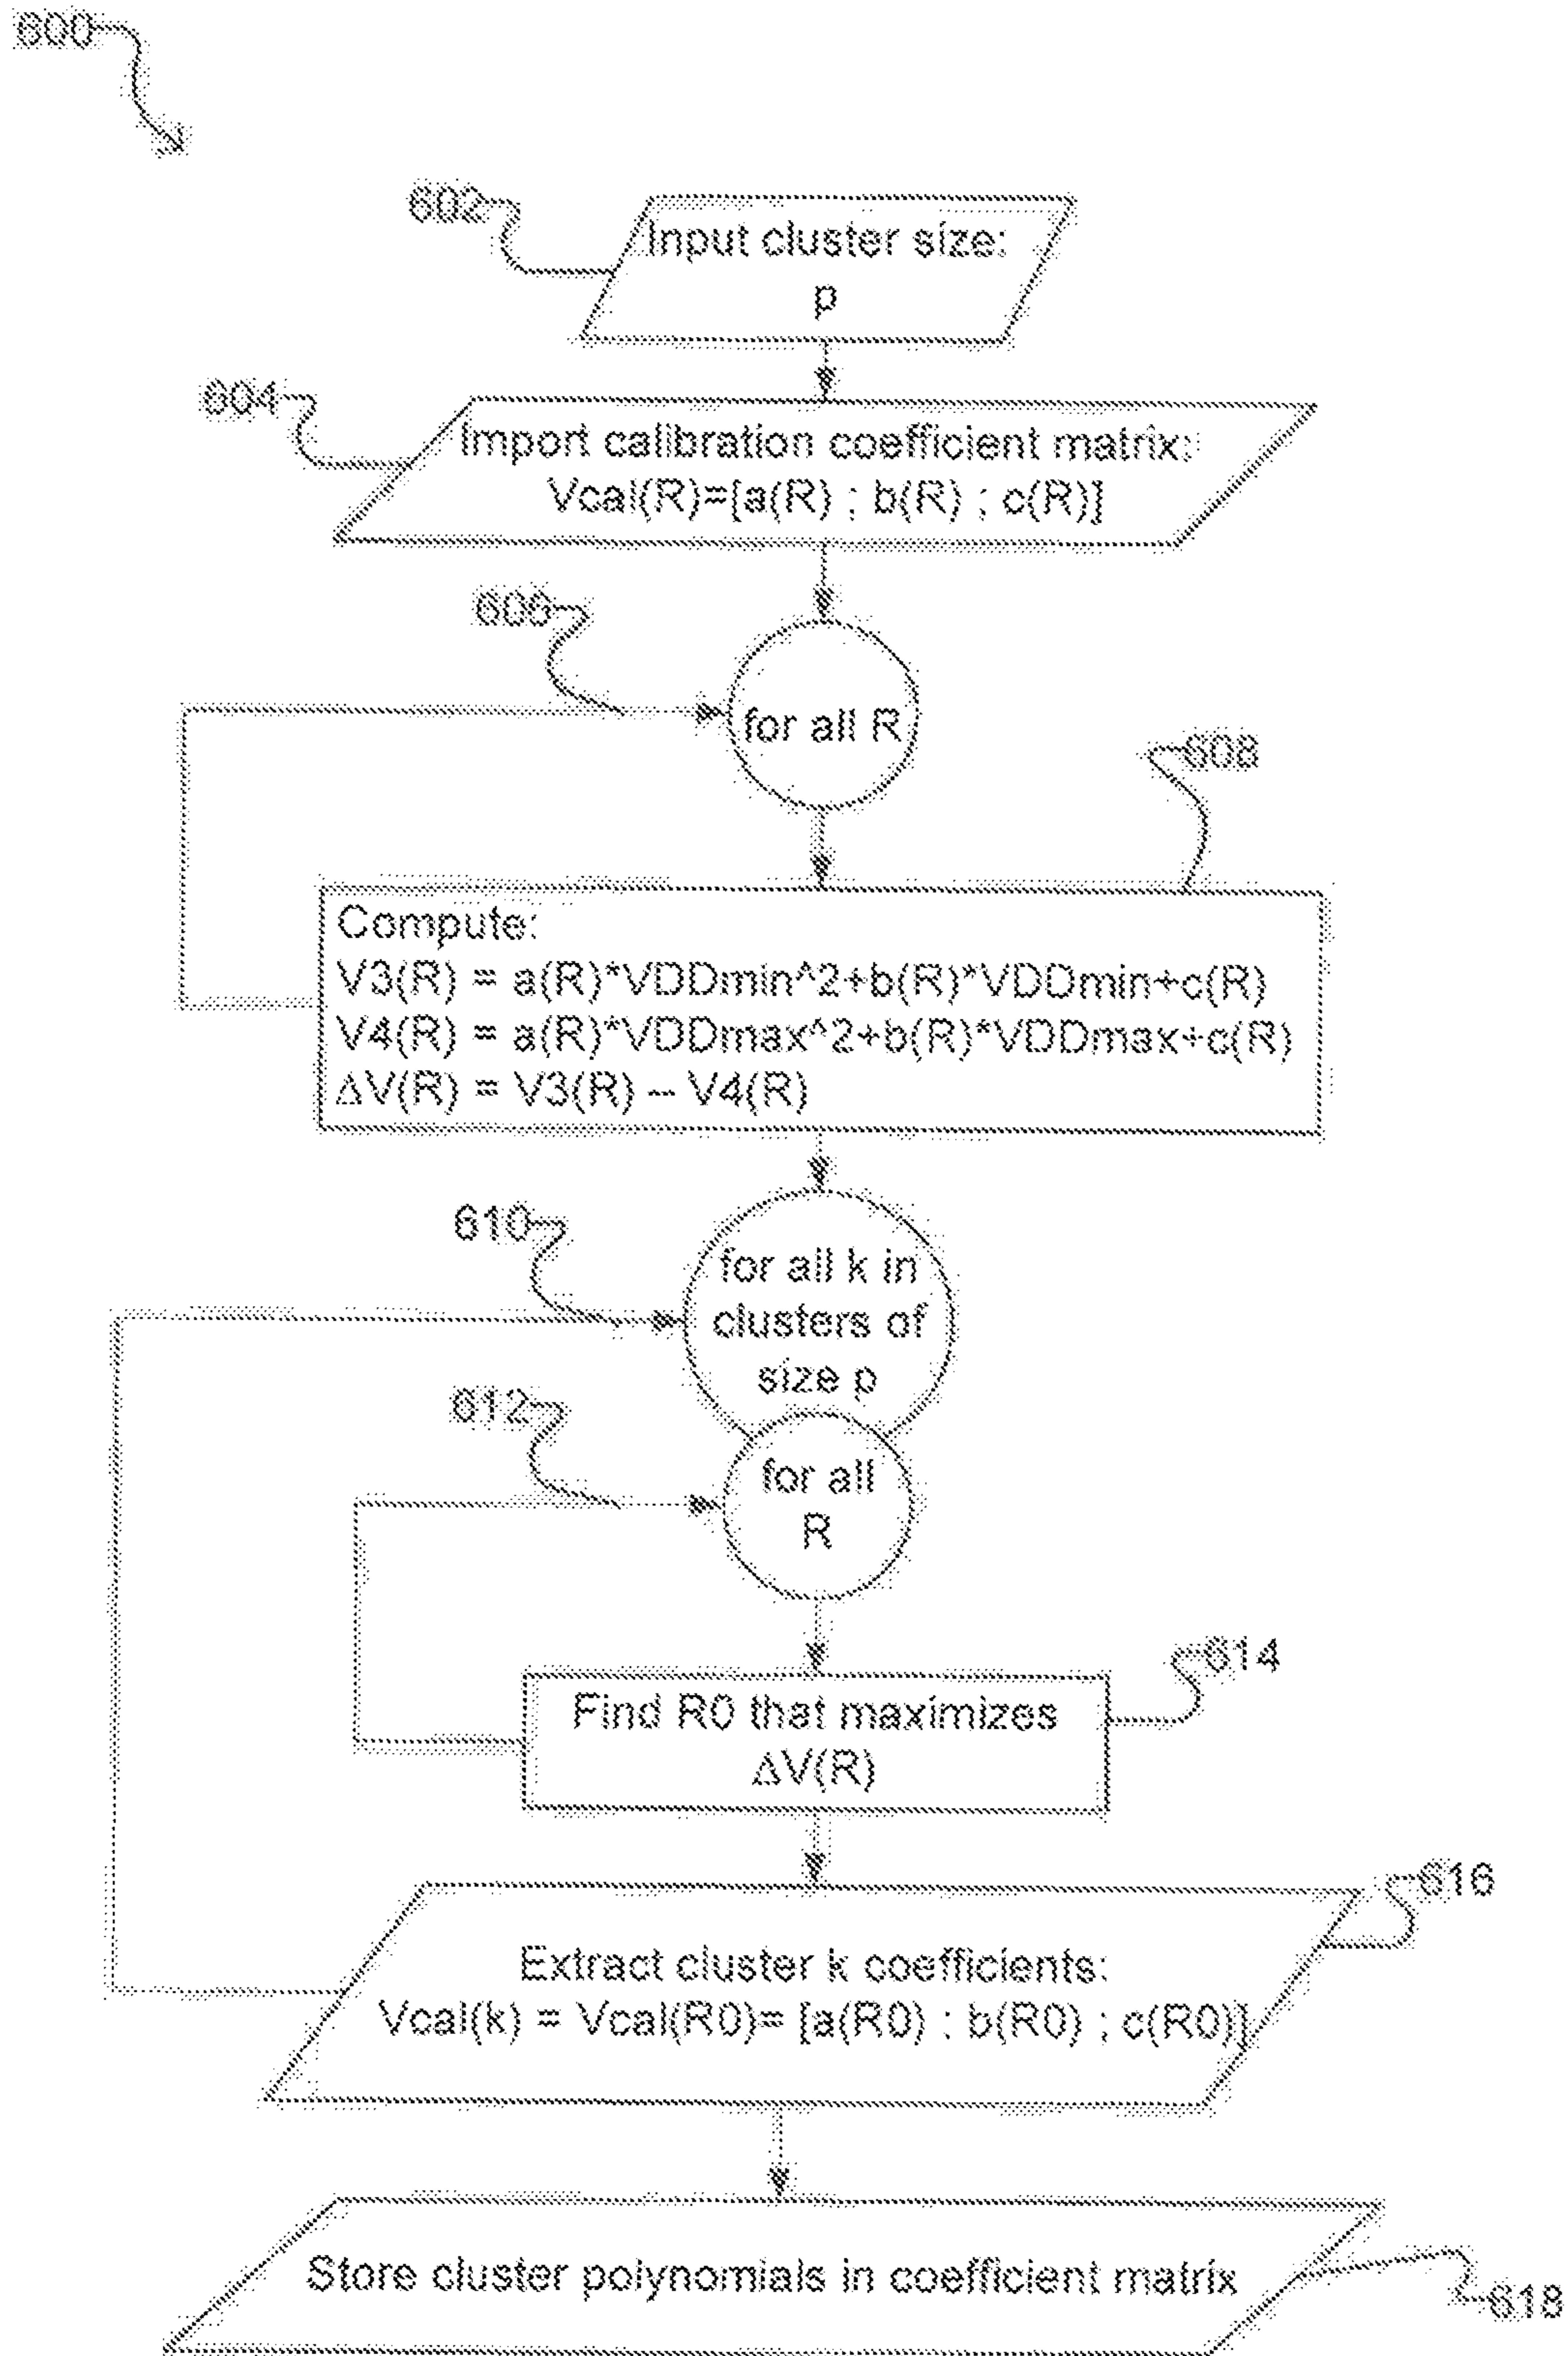 600
602
Input cluster size:
p
604
Import calibration coefficient matrix:
Vcal(R)=[a(R) ; b(R) ; c(R)]
606
for all R
608
Compute:
V3(R) = a(R)*VDDmin^2+b(R)*VDDmin+c(R)
V4(R) = a(R)*VDDmax^2+b(R)*VDDmax+c(R)
ΔV(R) = V3(R) – V4(R)
610
for all k in
clusters of
size p
612
for all
R
614
Find R0 that maximizes
ΔV(R)
616
Extract cluster k coefficients:
Vcal(k) = Vcal(R0)= [a(R0) ; b(R0) ; c(R0)]
Store cluster polynomials in coefficient matrix
618